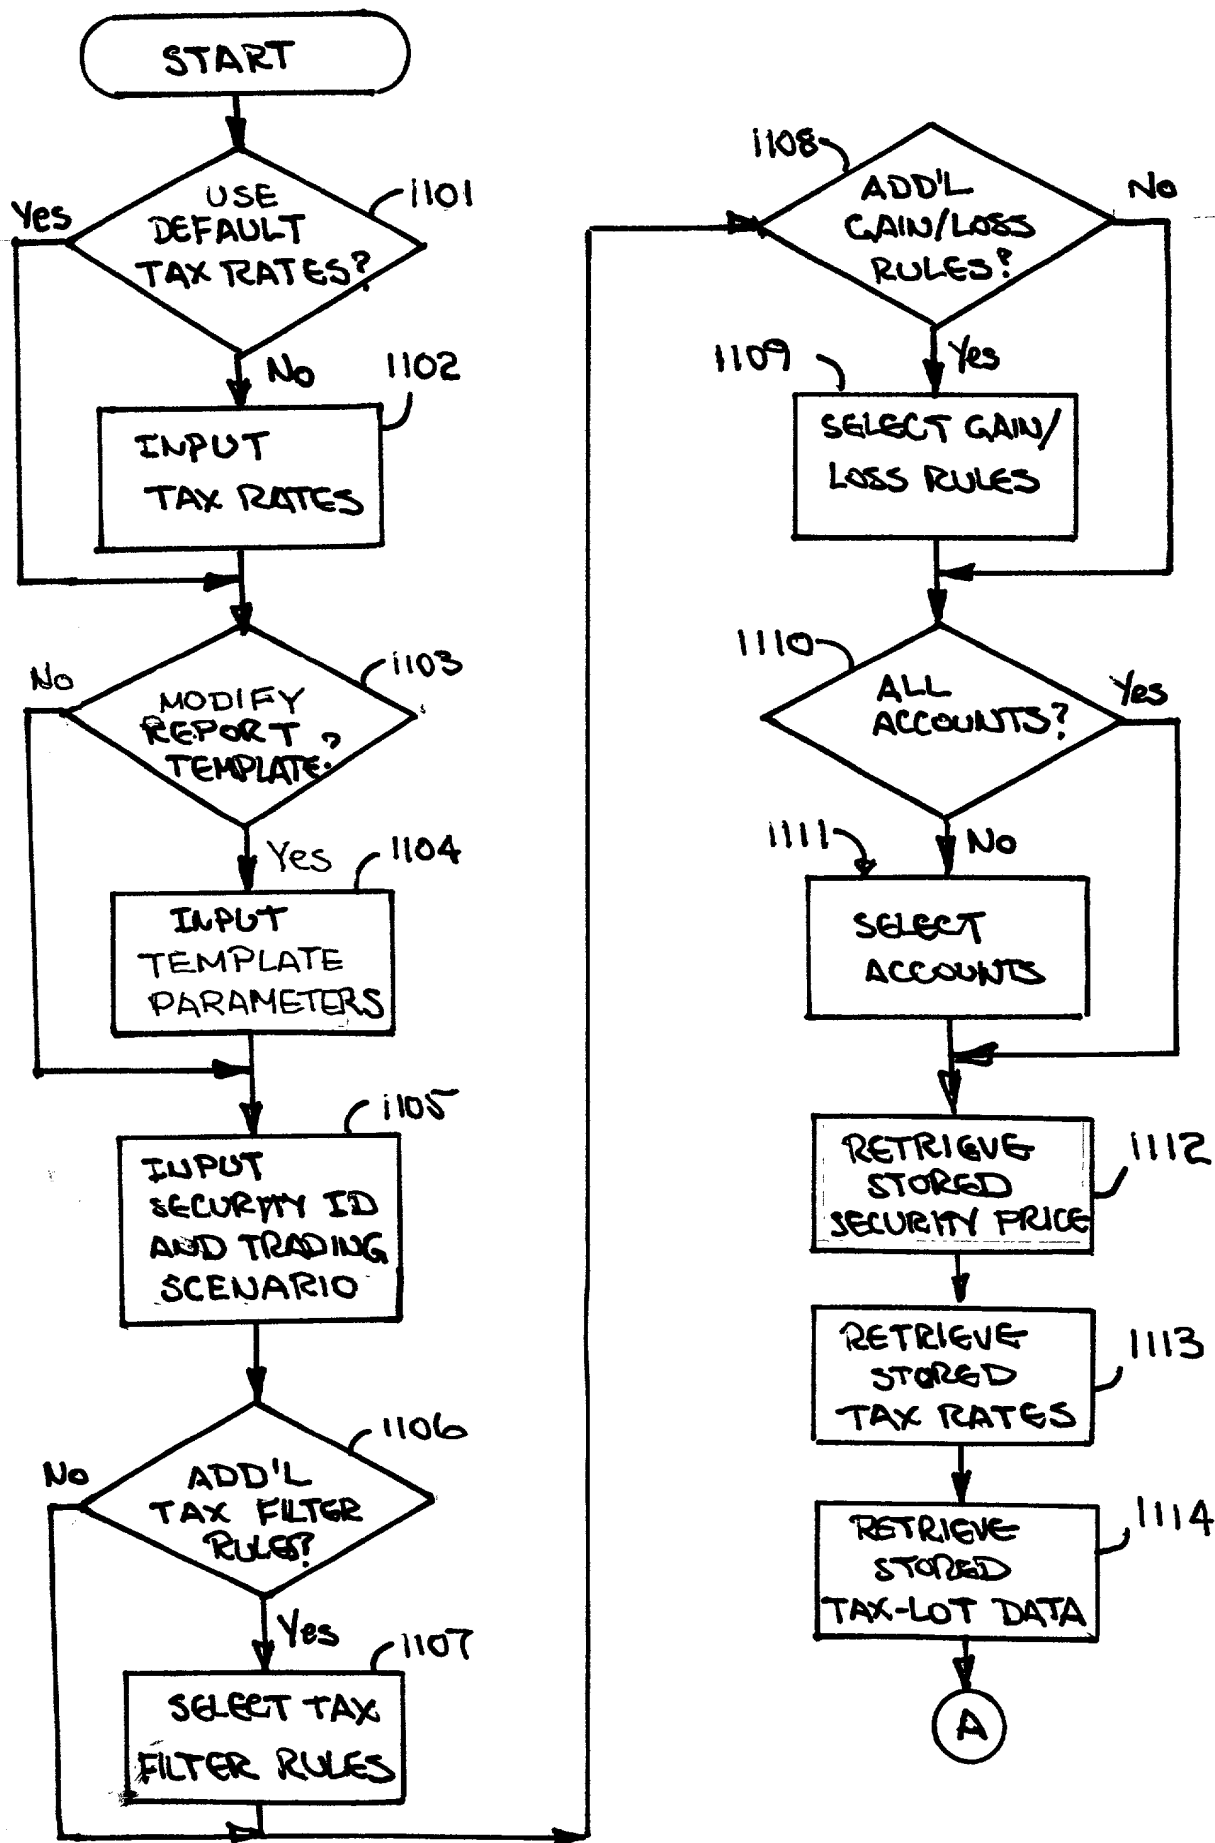 START
1101
USE
DEFAULT
TAX RATES?
Yes
No
1102
INPUT
TAX RATES
1103
No
MODIFY
REPORT
TEMPLATE?
Yes
1104
INPUT
TEMPLATE
PARAMETERS
1105
INPUT
SECURITY ID
AND TRADING
SCENARIO
1106
No
ADD'L
TAX FILTER
RULES?
Yes
1107
SELECT TAX
FILTER RULES
1108
ADD'L
GAIN/LOSS
RULES?
No
Yes
1109
SELECT GAIN/
LOSS RULES
1110
ALL
ACCOUNTS?
Yes
No
1111
SELECT
ACCOUNTS
1112
RETRIEVE
STORED
SECURITY PRICE
1113
RETRIEVE
STORED
TAX RATES
1114
RETRIEVE
STORED
TAX-LOT DATA
A